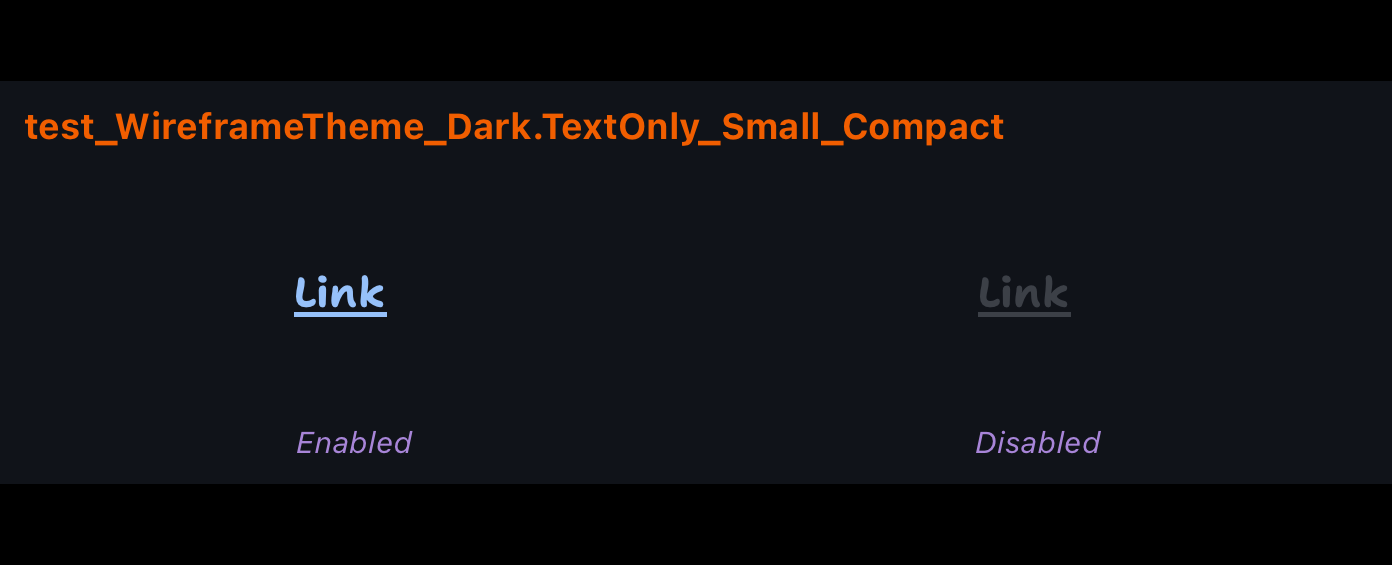 test_WireframeTheme_Dark.TextOnly_Small_Compact
Link Link
Enabled Disabled